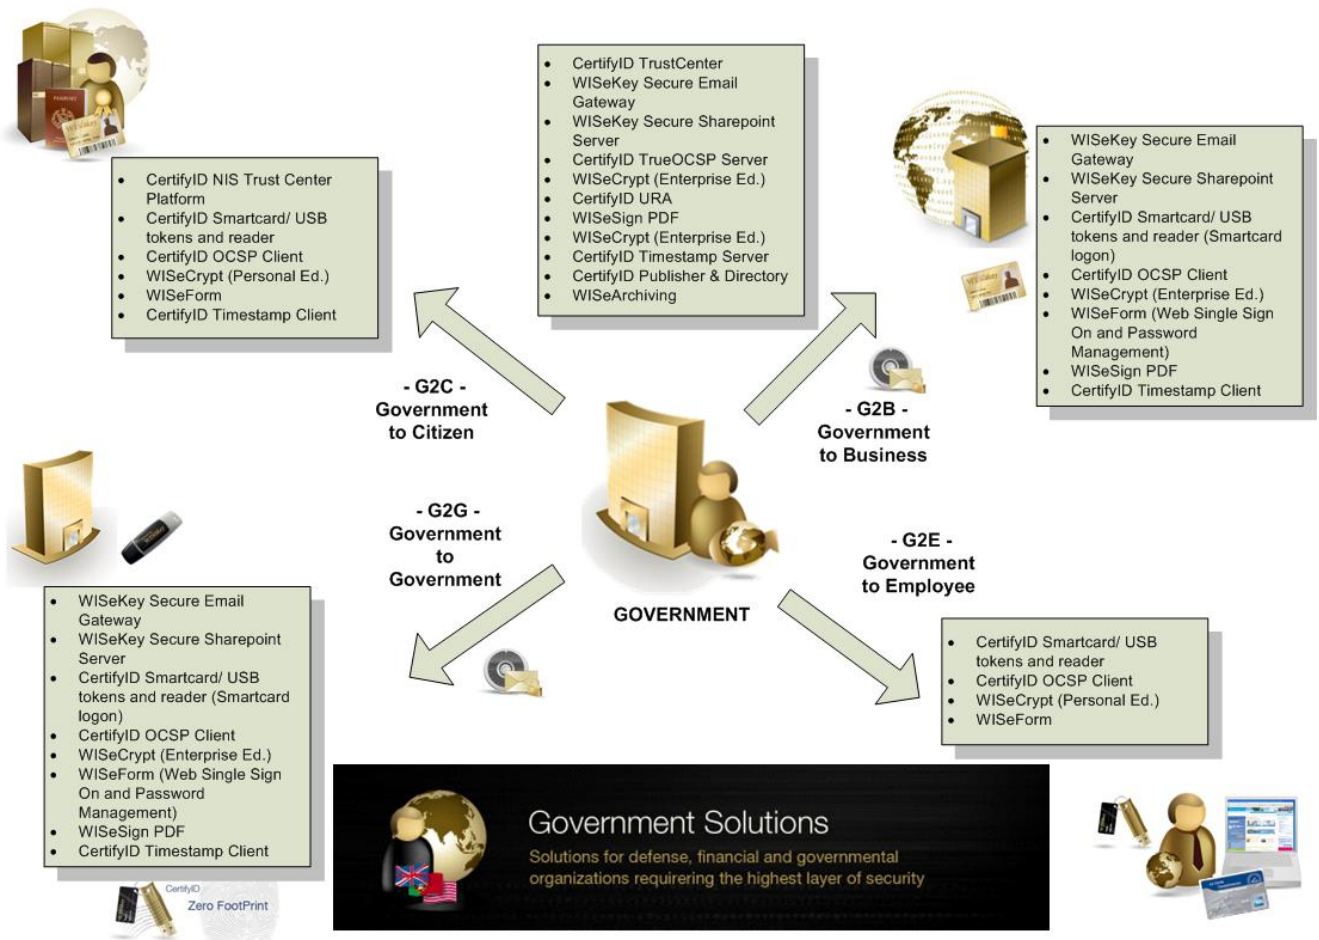 PASSPORT
WISeKey
• CertifyID NIS Trust Center
Platform
• CertifyID Smartcard/ USB
tokens and reader
• CertifyID OCSP Client
• WISeCrypt (Personal Ed.)
• WISeForm
• CertifyID Timestamp Client
• CertifyID TrustCenter
• WISeKey Secure Email
Gateway
• WISeKey Secure Sharepoint
Server
• CertifyID TrueOCSP Server
• WISeCrypt (Enterprise Ed.)
• CertifyID URA
• WISeSign PDF
• WISeCrypt (Enterprise Ed.)
• CertifyID Timestamp Server
• CertifyID Publisher & Directory
• WISeArchiving
WISeKey
• WISeKey Secure Email
Gateway
• WISeKey Secure Sharepoint
Server
• CertifyID Smartcard/ USB
tokens and reader (Smartcard
logon)
• CertifyID OCSP Client
• WISeCrypt (Enterprise Ed.)
• WISeForm (Web Single Sign
On and Password
Management)
• WISeSign PDF
• CertifyID Timestamp Client
- G2C -
Government
to Citizen
- G2B -
Government
to Business
- G2G -
Government
to
Government
- G2E -
Government
to Employee
GOVERNMENT
• WISeKey Secure Email
Gateway
• WISeKey Secure Sharepoint
Server
• CertifyID Smartcard/ USB
tokens and reader (Smartcard
logon)
• CertifyID OCSP Client
• WISeCrypt (Enterprise Ed.)
• WISeForm (Web Single Sign
On and Password
Management)
• WISeSign PDF
• CertifyID Timestamp Client
• CertifyID Smartcard/ USB
tokens and reader
• CertifyID OCSP Client
• WISeCrypt (Personal Ed.)
• WISeForm
Government Solutions
Solutions for defense, financial and governmental
organizations requirering the highest layer of security
CertifyID
Zero FootPrint